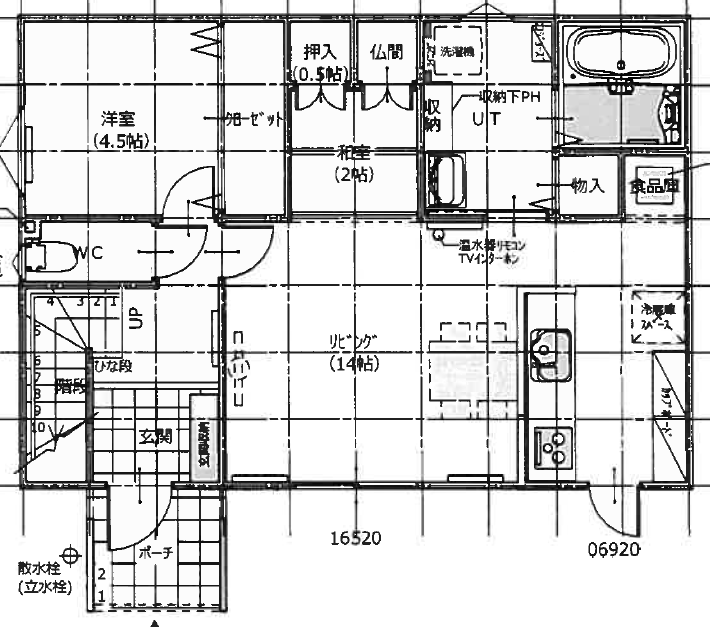 押入
(0.5帖)
仏間
洗濯機
収納下PH
収納
UT
洋室
(4.5帖)
クローゼット
和室
(2帖)
物入
食品庫
WC
温水器リモコン
TVインターホン
冷蔵庫
スペース
4 3 2 1
UP
5
6
7
8
9
10
階段
ひな段
リビング
(14帖)
カップボード
玄関
玄関収納
ポーチ
2
1
散水栓
(立水栓)
16520
06920